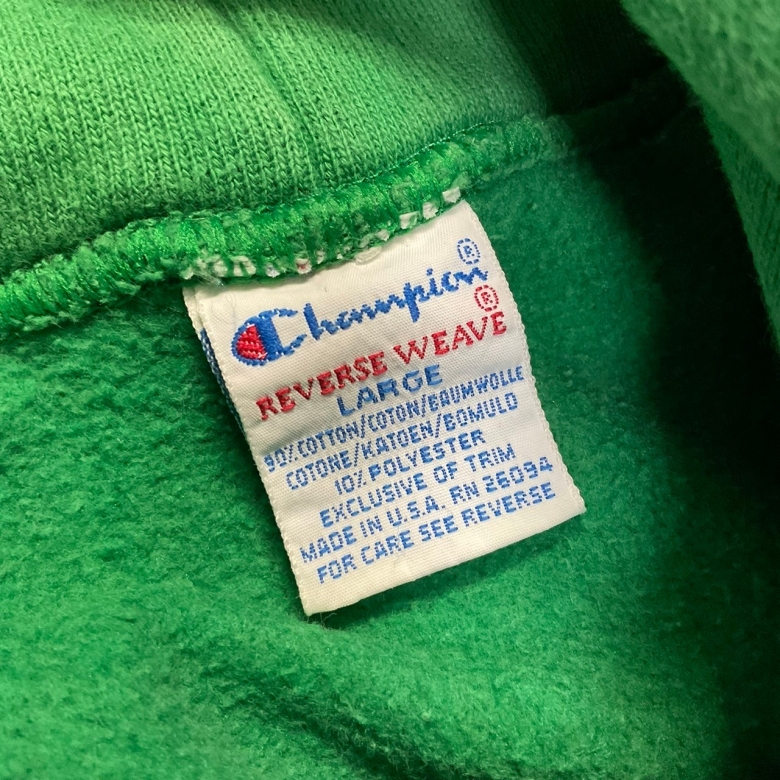 Champion®
REVERSE WEAVE®
LARGE
90% COTTON/COTON/BAUMWOLLE
COTONE/KATOEN/BOMULD
10% POLYESTER
EXCLUSIVE OF TRIM
MADE IN U.S.A. RN 26094
FOR CARE SEE REVERSE